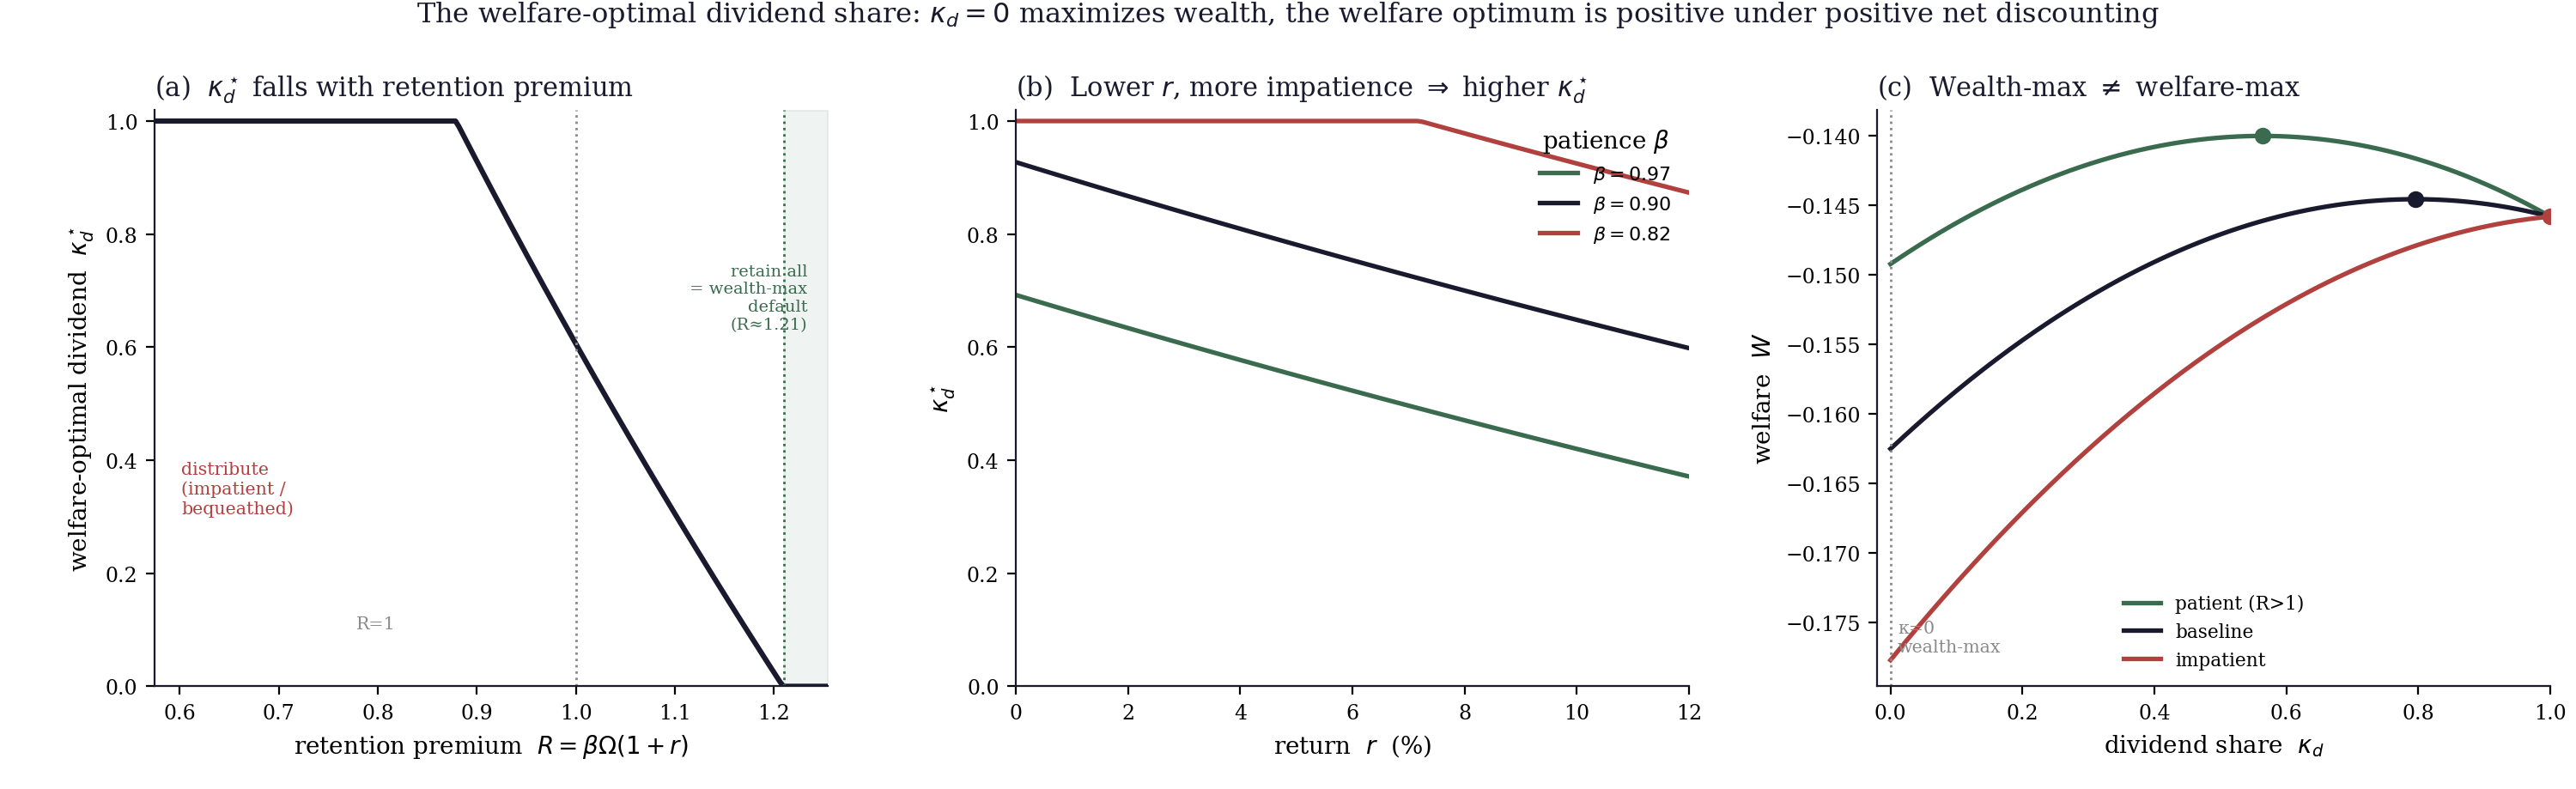 The welfare-optimal dividend share: κ_d = 0 maximizes wealth, the welfare optimum is positive under positive net discounting
(a) κ_d^⋆ falls with retention premium
welfare-optimal dividend κ_d^⋆
1.0
0.8
0.6
0.4
0.2
0.0
retain all
= wealth-max
default
(R≈1.21)
distribute
(impatient /
bequeathed)
R=1
0.6 0.7 0.8 0.9 1.0 1.1 1.2
retention premium R = βΩ(1 + r)
(b) Lower r, more impatience ⇒ higher κ_d^⋆
κ_d^⋆
1.0
0.8
0.6
0.4
0.2
0.0
patience β
β = 0.97
β = 0.90
β = 0.82
0 2 4 6 8 10 12
return r (%)
(c) Wealth-max ≠ welfare-max
welfare W
−0.140
−0.145
−0.150
−0.155
−0.160
−0.165
−0.170
−0.175
κ=0
wealth-max
patient (R>1)
baseline
impatient
0.0 0.2 0.4 0.6 0.8 1.0
dividend share κ_d